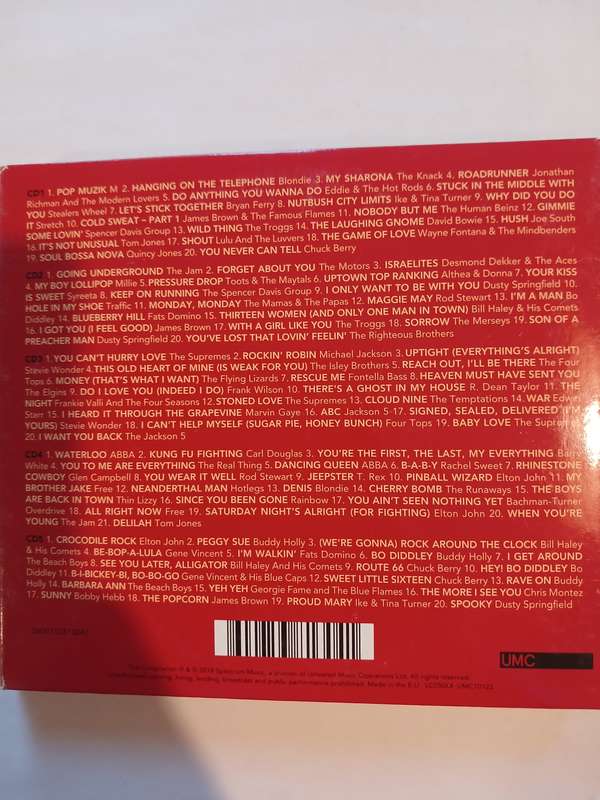 CD1 1. POP MUZIK M 2. HANGING ON THE TELEPHONE Blondie 3. MY SHARONA The Knack 4. ROADRUNNER Jonathan
Richman And The Modern Lovers 5. DO ANYTHING YOU WANNA DO Eddie & The Hot Rods 6. STUCK IN THE MIDDLE WITH
YOU Stealers Wheel 7. LET'S STICK TOGETHER Bryan Ferry 8. NUTBUSH CITY LIMITS Ike & Tina Turner 9. WHY DID YOU DO
IT Stretch 10. COLD SWEAT – PART 1 James Brown & The Famous Flames 11. NOBODY BUT ME The Human Beinz 12. GIMMIE
SOME LOVIN' Spencer Davis Group 13. WILD THING The Troggs 14. THE LAUGHING GNOME David Bowie 15. HUSH Joe South
16. IT'S NOT UNUSUAL Tom Jones 17. SHOUT Lulu And The Luvvers 18. THE GAME OF LOVE Wayne Fontana & The Mindbenders
19. SOUL BOSSA NOVA Quincy Jones 20. YOU NEVER CAN TELL Chuck Berry
CD2 1. GOING UNDERGROUND The Jam 2. FORGET ABOUT YOU The Motors 3. ISRAELITES Desmond Dekker & The Aces
4. MY BOY LOLLIPOP Millie 5. PRESSURE DROP Toots & The Maytals 6. UPTOWN TOP RANKING Althea & Donna 7. YOUR KISS
IS SWEET Syreeta 8. KEEP ON RUNNING The Spencer Davis Group 9. I ONLY WANT TO BE WITH YOU Dusty Springfield 10.
HOLE IN MY SHOE Traffic 11. MONDAY, MONDAY The Mamas & The Papas 12. MAGGIE MAY Rod Stewart 13. I'M A MAN Bo
Diddley 14. BLUEBERRY HILL Fats Domino 15. THIRTEEN WOMEN (AND ONLY ONE MAN IN TOWN) Bill Haley & His Comets
16. I GOT YOU (I FEEL GOOD) James Brown 17. WITH A GIRL LIKE YOU The Troggs 18. SORROW The Merseys 19. SON OF A
PREACHER MAN Dusty Springfield 20. YOU'VE LOST THAT LOVIN' FEELIN' The Righteous Brothers
CD3 1. YOU CAN'T HURRY LOVE The Supremes 2. ROCKIN' ROBIN Michael Jackson 3. UPTIGHT (EVERYTHING'S ALRIGHT)
Stevie Wonder 4. THIS OLD HEART OF MINE (IS WEAK FOR YOU) The Isley Brothers 5. REACH OUT, I'LL BE THERE The Four
Tops 6. MONEY (THAT'S WHAT I WANT) The Flying Lizards 7. RESCUE ME Fontella Bass 8. HEAVEN MUST HAVE SENT YOU
The Elgins 9. DO I LOVE YOU (INDEED I DO) Frank Wilson 10. THERE'S A GHOST IN MY HOUSE R. Dean Taylor 11. THE
NIGHT Frankie Valli And The Four Seasons 12. STONED LOVE The Supremes 13. CLOUD NINE The Temptations 14. WAR Edwin
Starr 15. I HEARD IT THROUGH THE GRAPEVINE Marvin Gaye 16. ABC Jackson 5 17. SIGNED, SEALED, DELIVERED (I'M
YOURS) Stevie Wonder 18. I CAN'T HELP MYSELF (SUGAR PIE, HONEY BUNCH) Four Tops 19. BABY LOVE The Supremes
20. I WANT YOU BACK The Jackson 5
CD4 1. WATERLOO ABBA 2. KUNG FU FIGHTING Carl Douglas 3. YOU'RE THE FIRST, THE LAST, MY EVERYTHING Barry
White 4. YOU TO ME ARE EVERYTHING The Real Thing 5. DANCING QUEEN ABBA 6. B-A-B-Y Rachel Sweet 7. RHINESTONE
COWBOY Glen Campbell 8. YOU WEAR IT WELL Rod Stewart 9. JEEPSTER T. Rex 10. PINBALL WIZARD Elton John 11. MY
BROTHER JAKE Free 12. NEANDERTHAL MAN Hotlegs 13. DENIS Blondie 14. CHERRY BOMB The Runaways 15. THE BOYS
ARE BACK IN TOWN Thin Lizzy 16. SINCE YOU BEEN GONE Rainbow 17. YOU AIN'T SEEN NOTHING YET Bachman-Turner
Overdrive 18. ALL RIGHT NOW Free 19. SATURDAY NIGHT'S ALRIGHT (FOR FIGHTING) Elton John 20. WHEN YOU'RE
YOUNG The Jam 21. DELILAH Tom Jones
CD5 1. CROCODILE ROCK Elton John 2. PEGGY SUE Buddy Holly 3. (WE'RE GONNA) ROCK AROUND THE CLOCK Bill Haley
& His Comets 4. BE-BOP-A-LULA Gene Vincent 5. I'M WALKIN' Fats Domino 6. BO DIDDLEY Buddy Holly 7. I GET AROUND
The Beach Boys 8. SEE YOU LATER, ALLIGATOR Bill Haley And His Comets 9. ROUTE 66 Chuck Berry 10. HEY! BO DIDDLEY Bo
Diddley 11. B-I-BICKEY-BI, BO-BO-GO Gene Vincent & His Blue Caps 12. SWEET LITTLE SIXTEEN Chuck Berry 13. RAVE ON Buddy
Holly 14. BARBARA ANN The Beach Boys 15. YEH YEH Georgie Fame and The Blue Flames 16. THE MORE I SEE YOU Chris Montez
17. SUNNY Bobby Hebb 18. THE POPCORN James Brown 19. PROUD MARY Ike & Tina Turner 20. SPOOKY Dusty Springfield
UMC